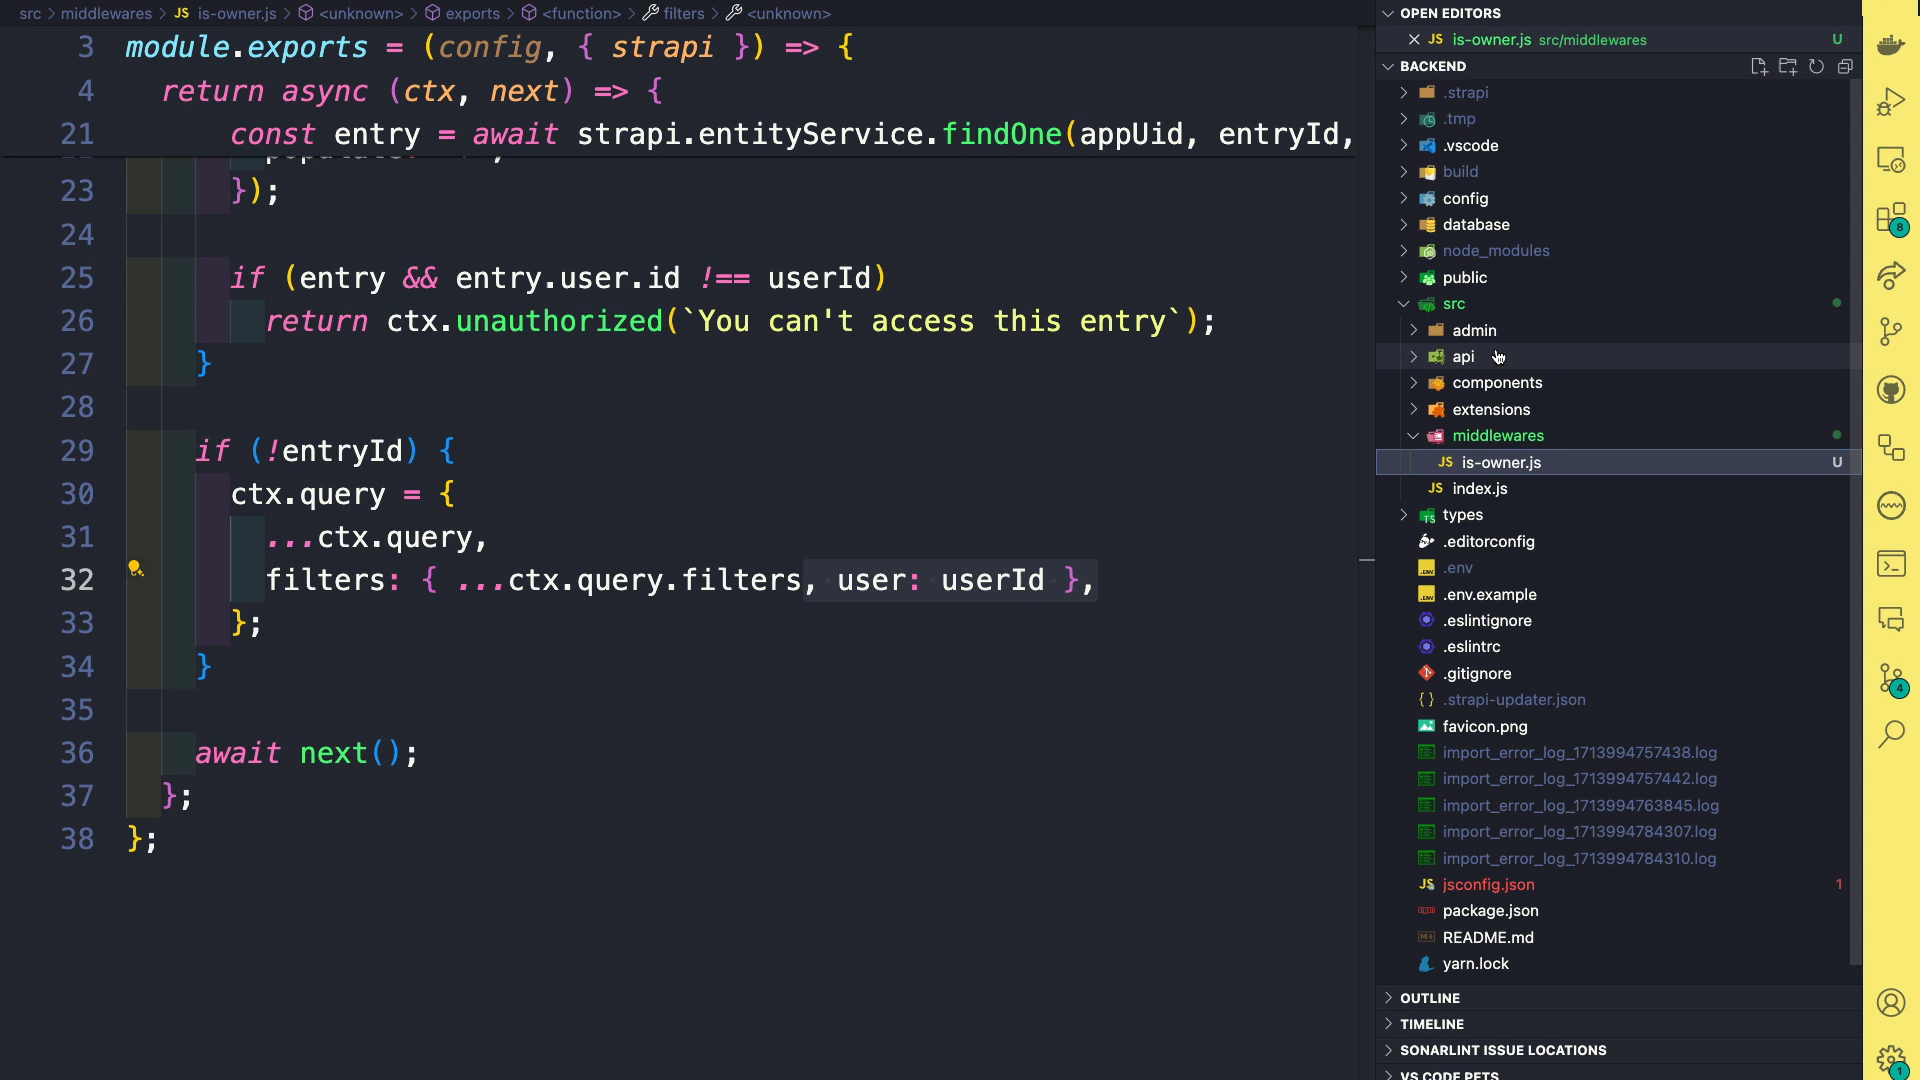 src > middlewares > JS is-owner.js > <unknown> > exports > <function> > filters > <unknown>
3 module.exports = (config, { strapi }) => {
4 return async (ctx, next) => {
21 const entry = await strapi.entityService.findOne(appUid, entryId,
23 });
24
25 if (entry && entry.user.id !== userId)
26 return ctx.unauthorized(`You can't access this entry`);
27 }
28
29 if (!entryId) {
30 ctx.query = {
31 ...ctx.query,
32 filters: { ...ctx.query.filters, user: userId },
33 };
34 }
35
36 await next();
37 };
38 };
OPEN EDITORS
JS is-owner.js src/middlewares U
BACKEND
.strapi
.tmp
.vscode
build
config
database
node_modules
public
src
admin
api
components
extensions
middlewares
JS is-owner.js U
JS index.js
types
.editorconfig
.env
.env.example
.eslintignore
.eslintrc
.gitignore
{ } .strapi-updater.json
favicon.png
import_error_log_1713994757438.log
import_error_log_1713994757442.log
import_error_log_1713994763845.log
import_error_log_1713994784307.log
import_error_log_1713994784310.log
JS jsconfig.json 1
package.json
README.md
yarn.lock
OUTLINE
TIMELINE
SONARLINT ISSUE LOCATIONS
VS CODE PETS
8
4
1